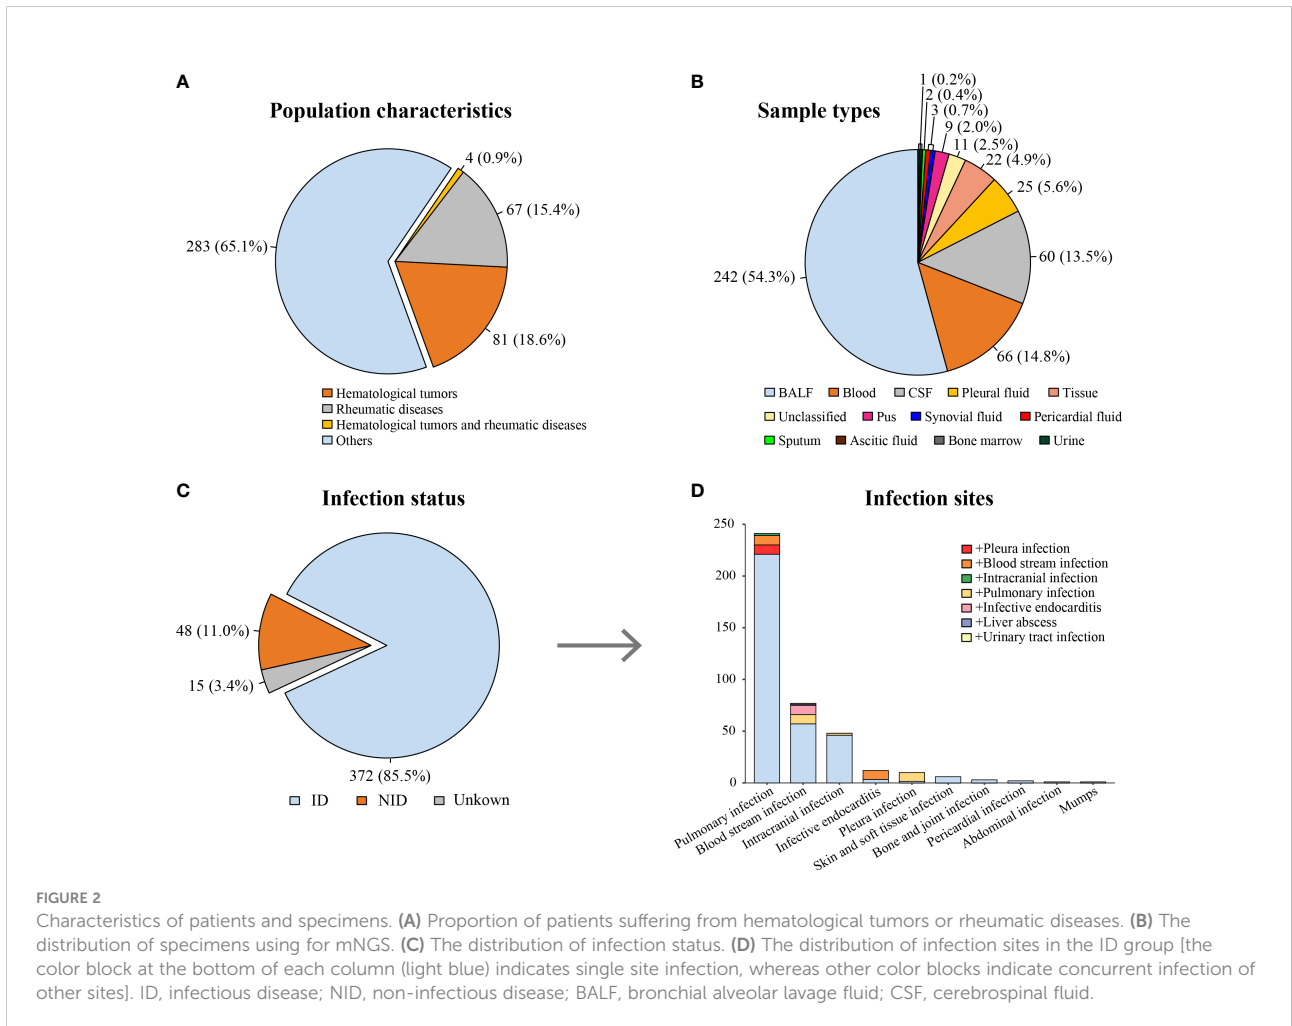 A
Population characteristics
4 (0.9%)
67 (15.4%)
283 (65.1%)
81 (18.6%)
Hematological tumors
Rheumatic diseases
Hematological tumors and rheumatic diseases
Others
B
Sample types
1 (0.2%)
2 (0.4%)
3 (0.7%)
9 (2.0%)
11 (2.5%)
22 (4.9%)
25 (5.6%)
60 (13.5%)
242 (54.3%)
66 (14.8%)
BALF Blood CSF Pleural fluid Tissue
Unclassified Pus Synovial fluid Pericardial fluid
Sputum Ascitic fluid Bone marrow Urine
C
Infection status
48 (11.0%)
15 (3.4%)
372 (85.5%)
ID NID Unkown
D
Infection sites
250
200
150
100
50
0
+Pleura infection
+Blood stream infection
+Intracranial infection
+Pulmonary infection
+Infective endocarditis
+Liver abscess
+Urinary tract infection
Pulmonary infection
Blood stream infection
Intracranial infection
Infective endocarditis
Pleura infection
Skin and soft tissue infection
Bone and joint infection
Pericardial infection
Abdominal infection
Mumps
FIGURE 2
Characteristics of patients and specimens. (A) Proportion of patients suffering from hematological tumors or rheumatic diseases. (B) The
distribution of specimens using for mNGS. (C) The distribution of infection status. (D) The distribution of infection sites in the ID group [the
color block at the bottom of each column (light blue) indicates single site infection, whereas other color blocks indicate concurrent infection of
other sites]. ID, infectious disease; NID, non-infectious disease; BALF, bronchial alveolar lavage fluid; CSF, cerebrospinal fluid.